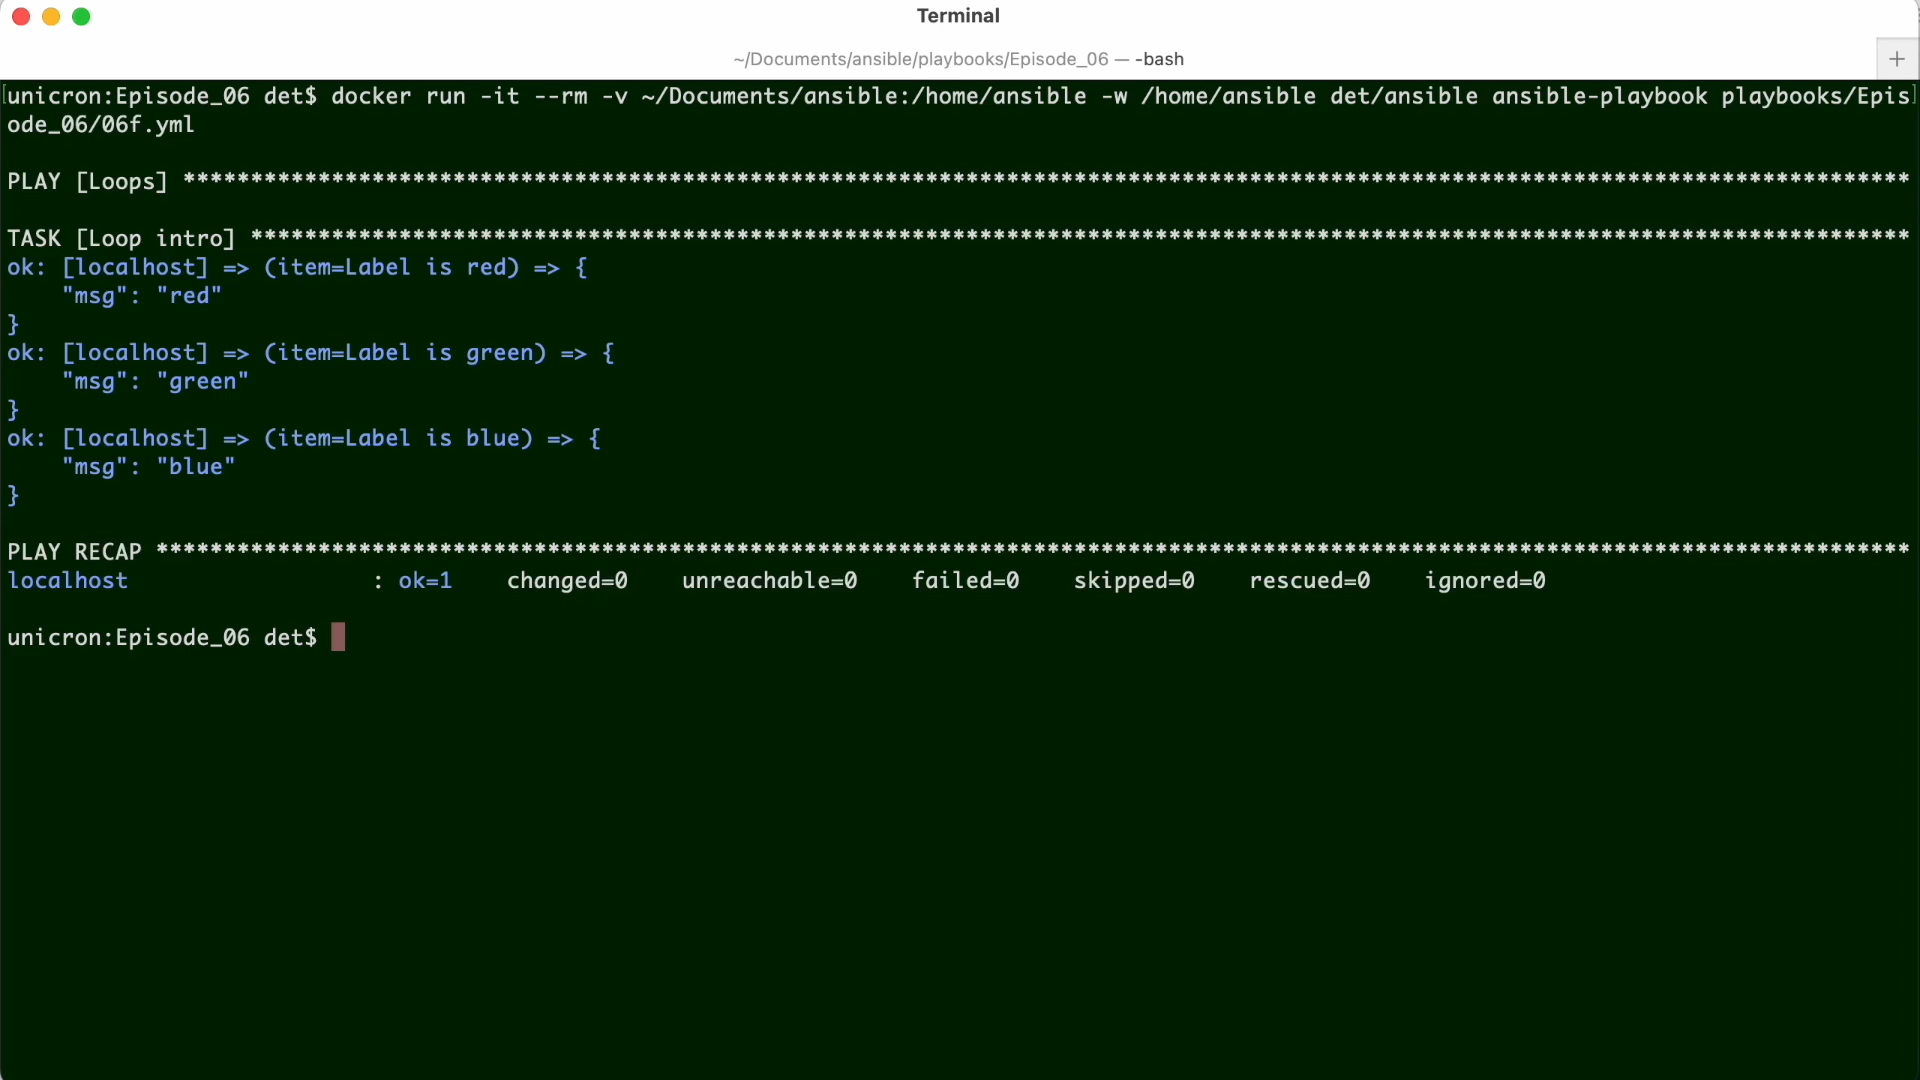 Terminal
~/Documents/ansible/playbooks/Episode_06 — -bash
+
unicron:Episode_06 det$ docker run -it --rm -v ~/Documents/ansible:/home/ansible -w /home/ansible det/ansible ansible-playbook playbooks/Epis
ode_06/06f.yml
PLAY [Loops] ********************************************************************************************************************************
TASK [Loop intro] ***************************************************************************************************************************
ok: [localhost] => (item=Label is red) => {
    "msg": "red"
}
ok: [localhost] => (item=Label is green) => {
    "msg": "green"
}
ok: [localhost] => (item=Label is blue) => {
    "msg": "blue"
}
PLAY RECAP **********************************************************************************************************************************
localhost                  : ok=1    changed=0    unreachable=0    failed=0    skipped=0    rescued=0    ignored=0
unicron:Episode_06 det$